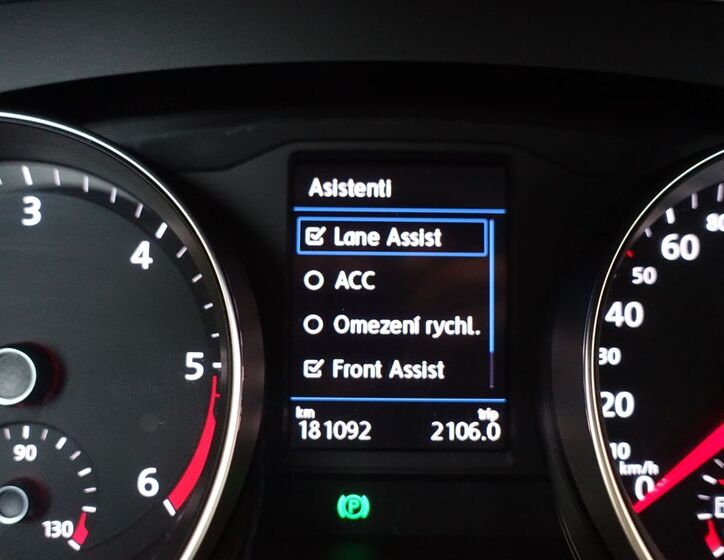 Asistenti
Lane Assist
ACC
Omezení rychl.
Front Assist
km trip
181092 2106.0
3
4
5
6
90
130
P
80
60
50
40
30
20
10
km/h
0